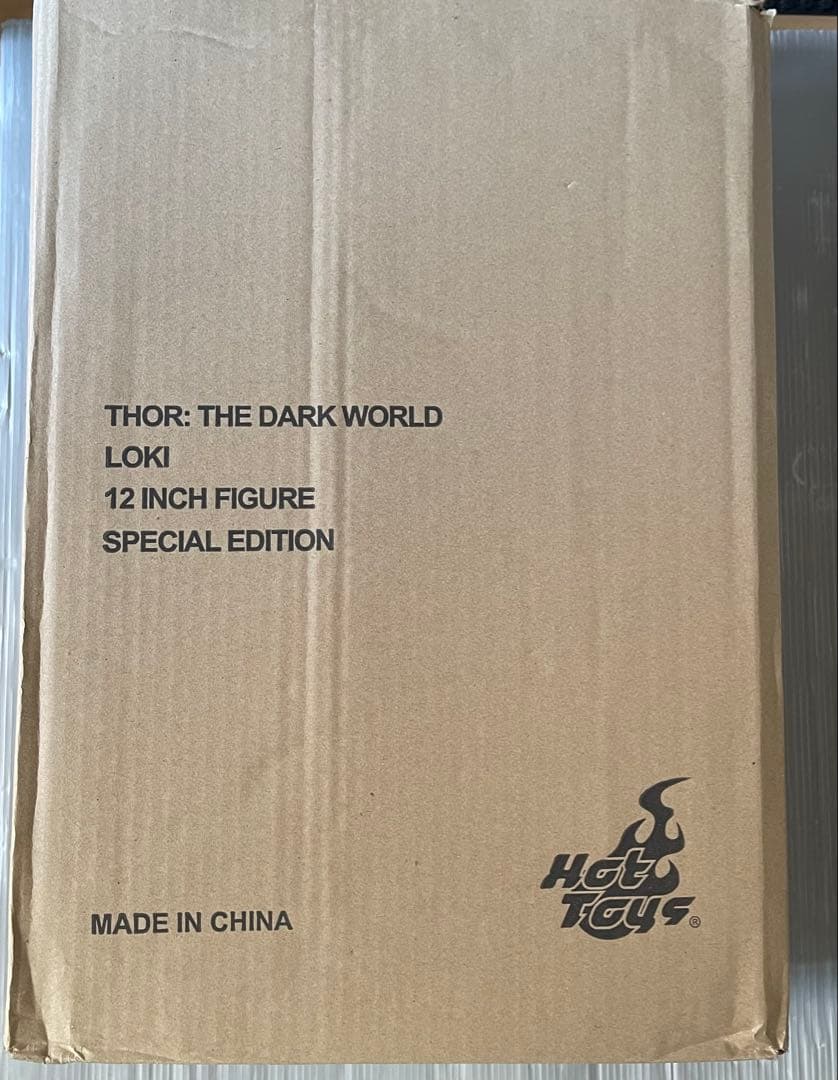 THOR: THE DARK WORLD
LOKI
12 INCH FIGURE
SPECIAL EDITION
Hot
Toys®
MADE IN CHINA